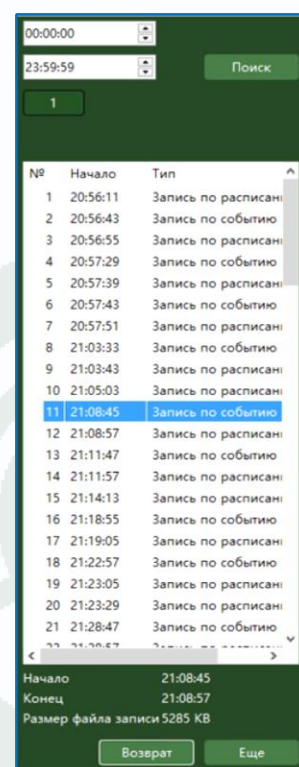 00:00:00
23:59:59 Поиск
1
№ Начало Тип
1 20:56:11 Запись по расписани
2 20:56:43 Запись по событию
3 20:56:55 Запись по расписани
4 20:57:29 Запись по событию
5 20:57:39 Запись по расписани
6 20:57:43 Запись по событию
7 20:57:51 Запись по расписани
8 21:03:33 Запись по событию
9 21:03:43 Запись по расписани
10 21:05:03 Запись по расписани
11 21:08:45 Запись по событию
12 21:08:57 Запись по расписани
13 21:11:47 Запись по событию
14 21:11:57 Запись по расписани
15 21:14:13 Запись по расписани
16 21:18:55 Запись по событию
17 21:19:05 Запись по расписани
18 21:22:57 Запись по событию
19 21:23:05 Запись по расписани
20 21:23:29 Запись по расписани
21 21:28:47 Запись по событию
22 21:28:57 Запись по расписани
Начало 21:08:45
Конец 21:08:57
Размер файла записи 5285 KB
Возврат Еще